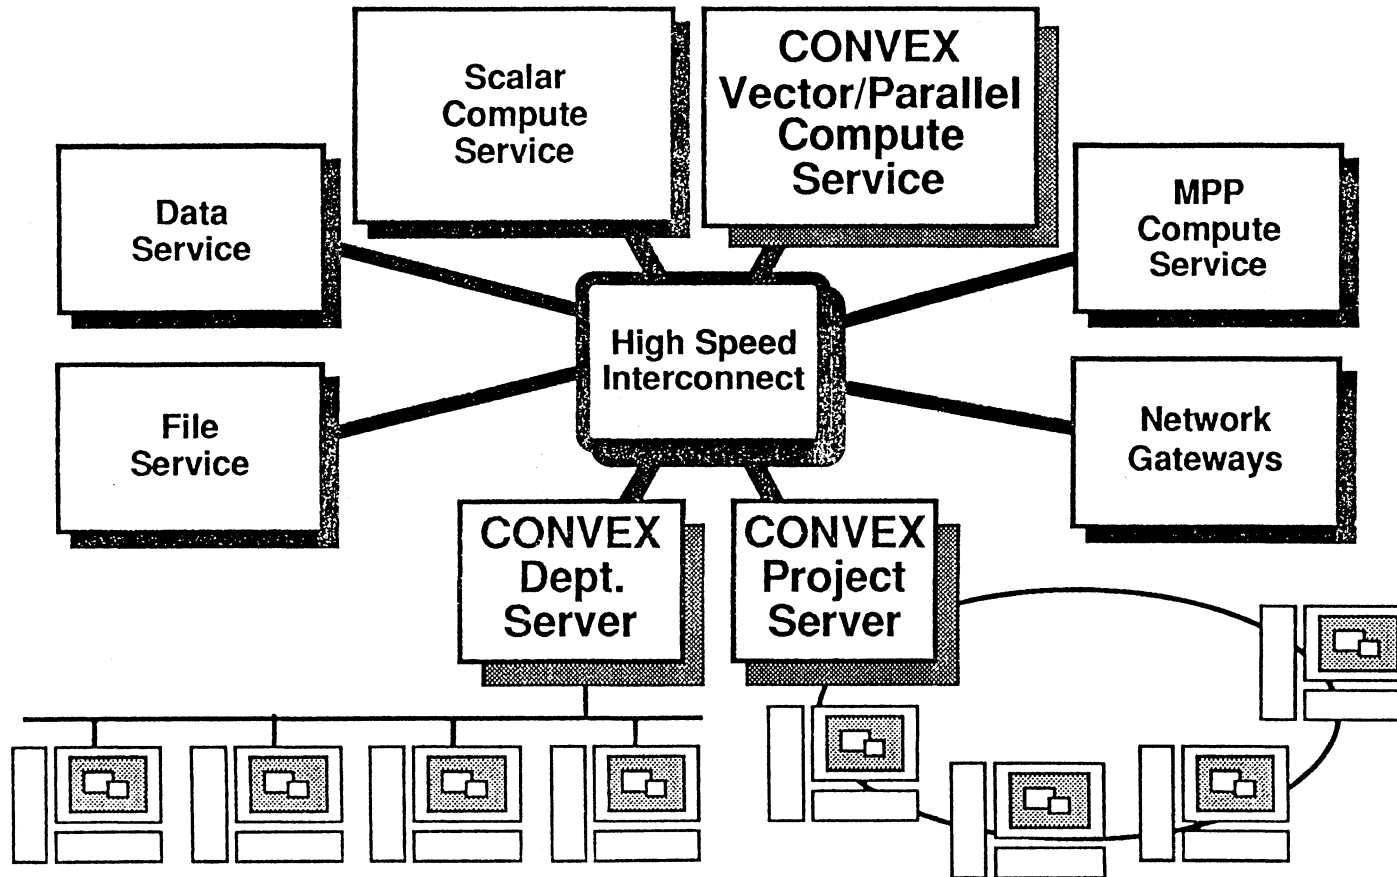 Scalar
Compute
Service
CONVEX
Vector/Parallel
Compute
Service
Data
Service
MPP
Compute
Service
High Speed
Interconnect
File
Service
Network
Gateways
CONVEX
Dept.
Server
CONVEX
Project
Server